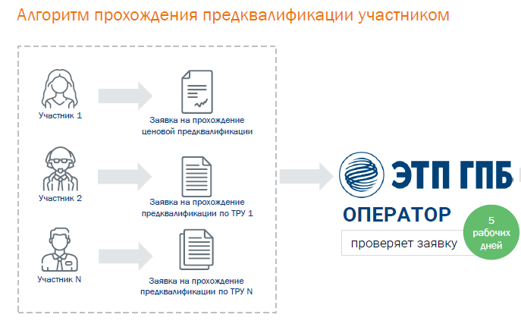 Алгоритм прохождения предквалификации участником
Участник 1
Заявка на прохождение
ценовой предквалификации
Участник 2
Заявка на прохождение
предквалификации по ТРУ 1
Участник N
Заявка на прохождение
предквалификации по ТРУ N
ЭТП ГПБ
ОПЕРАТОР
проверяет заявку
5
рабочих
дней